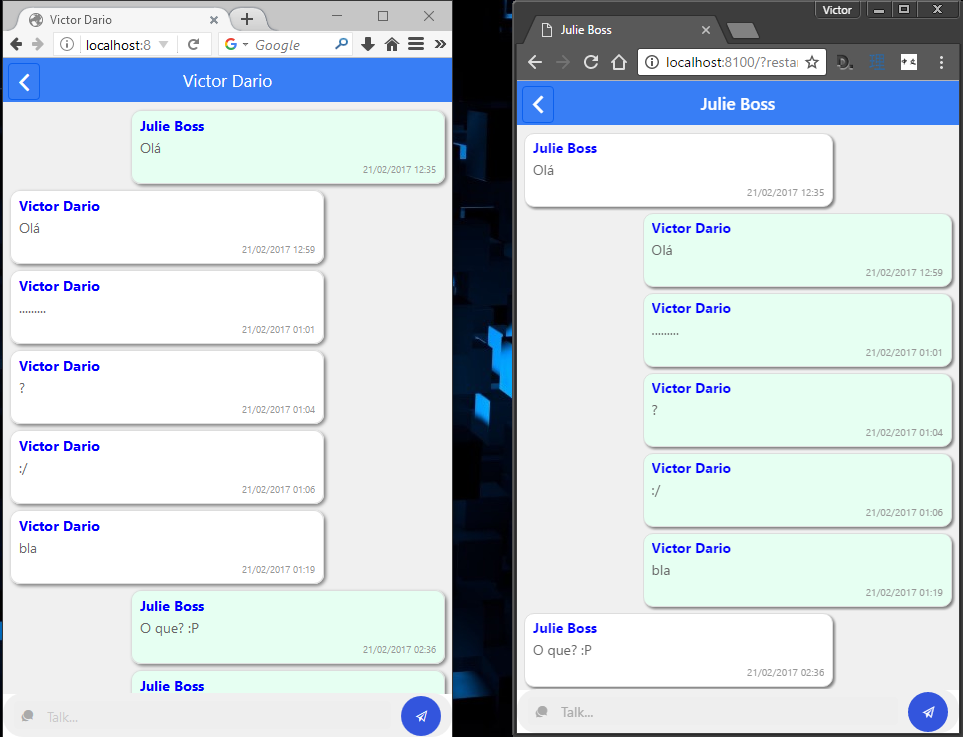 Victor Dario
localhost:8
Google
Victor Dario
Julie Boss
Olá
21/02/2017 12:35
Victor Dario
Olá
21/02/2017 12:59
Victor Dario
.........
21/02/2017 01:01
Victor Dario
?
21/02/2017 01:04
Victor Dario
:/
21/02/2017 01:06
Victor Dario
bla
21/02/2017 01:19
Julie Boss
O que? :P
21/02/2017 02:36
Julie Boss
Talk...
Victor
Julie Boss
localhost:8100/?restar
Julie Boss
Julie Boss
Olá
21/02/2017 12:35
Victor Dario
Olá
21/02/2017 12:59
Victor Dario
.........
21/02/2017 01:01
Victor Dario
?
21/02/2017 01:04
Victor Dario
:/
21/02/2017 01:06
Victor Dario
bla
21/02/2017 01:19
Julie Boss
O que? :P
21/02/2017 02:36
Talk...